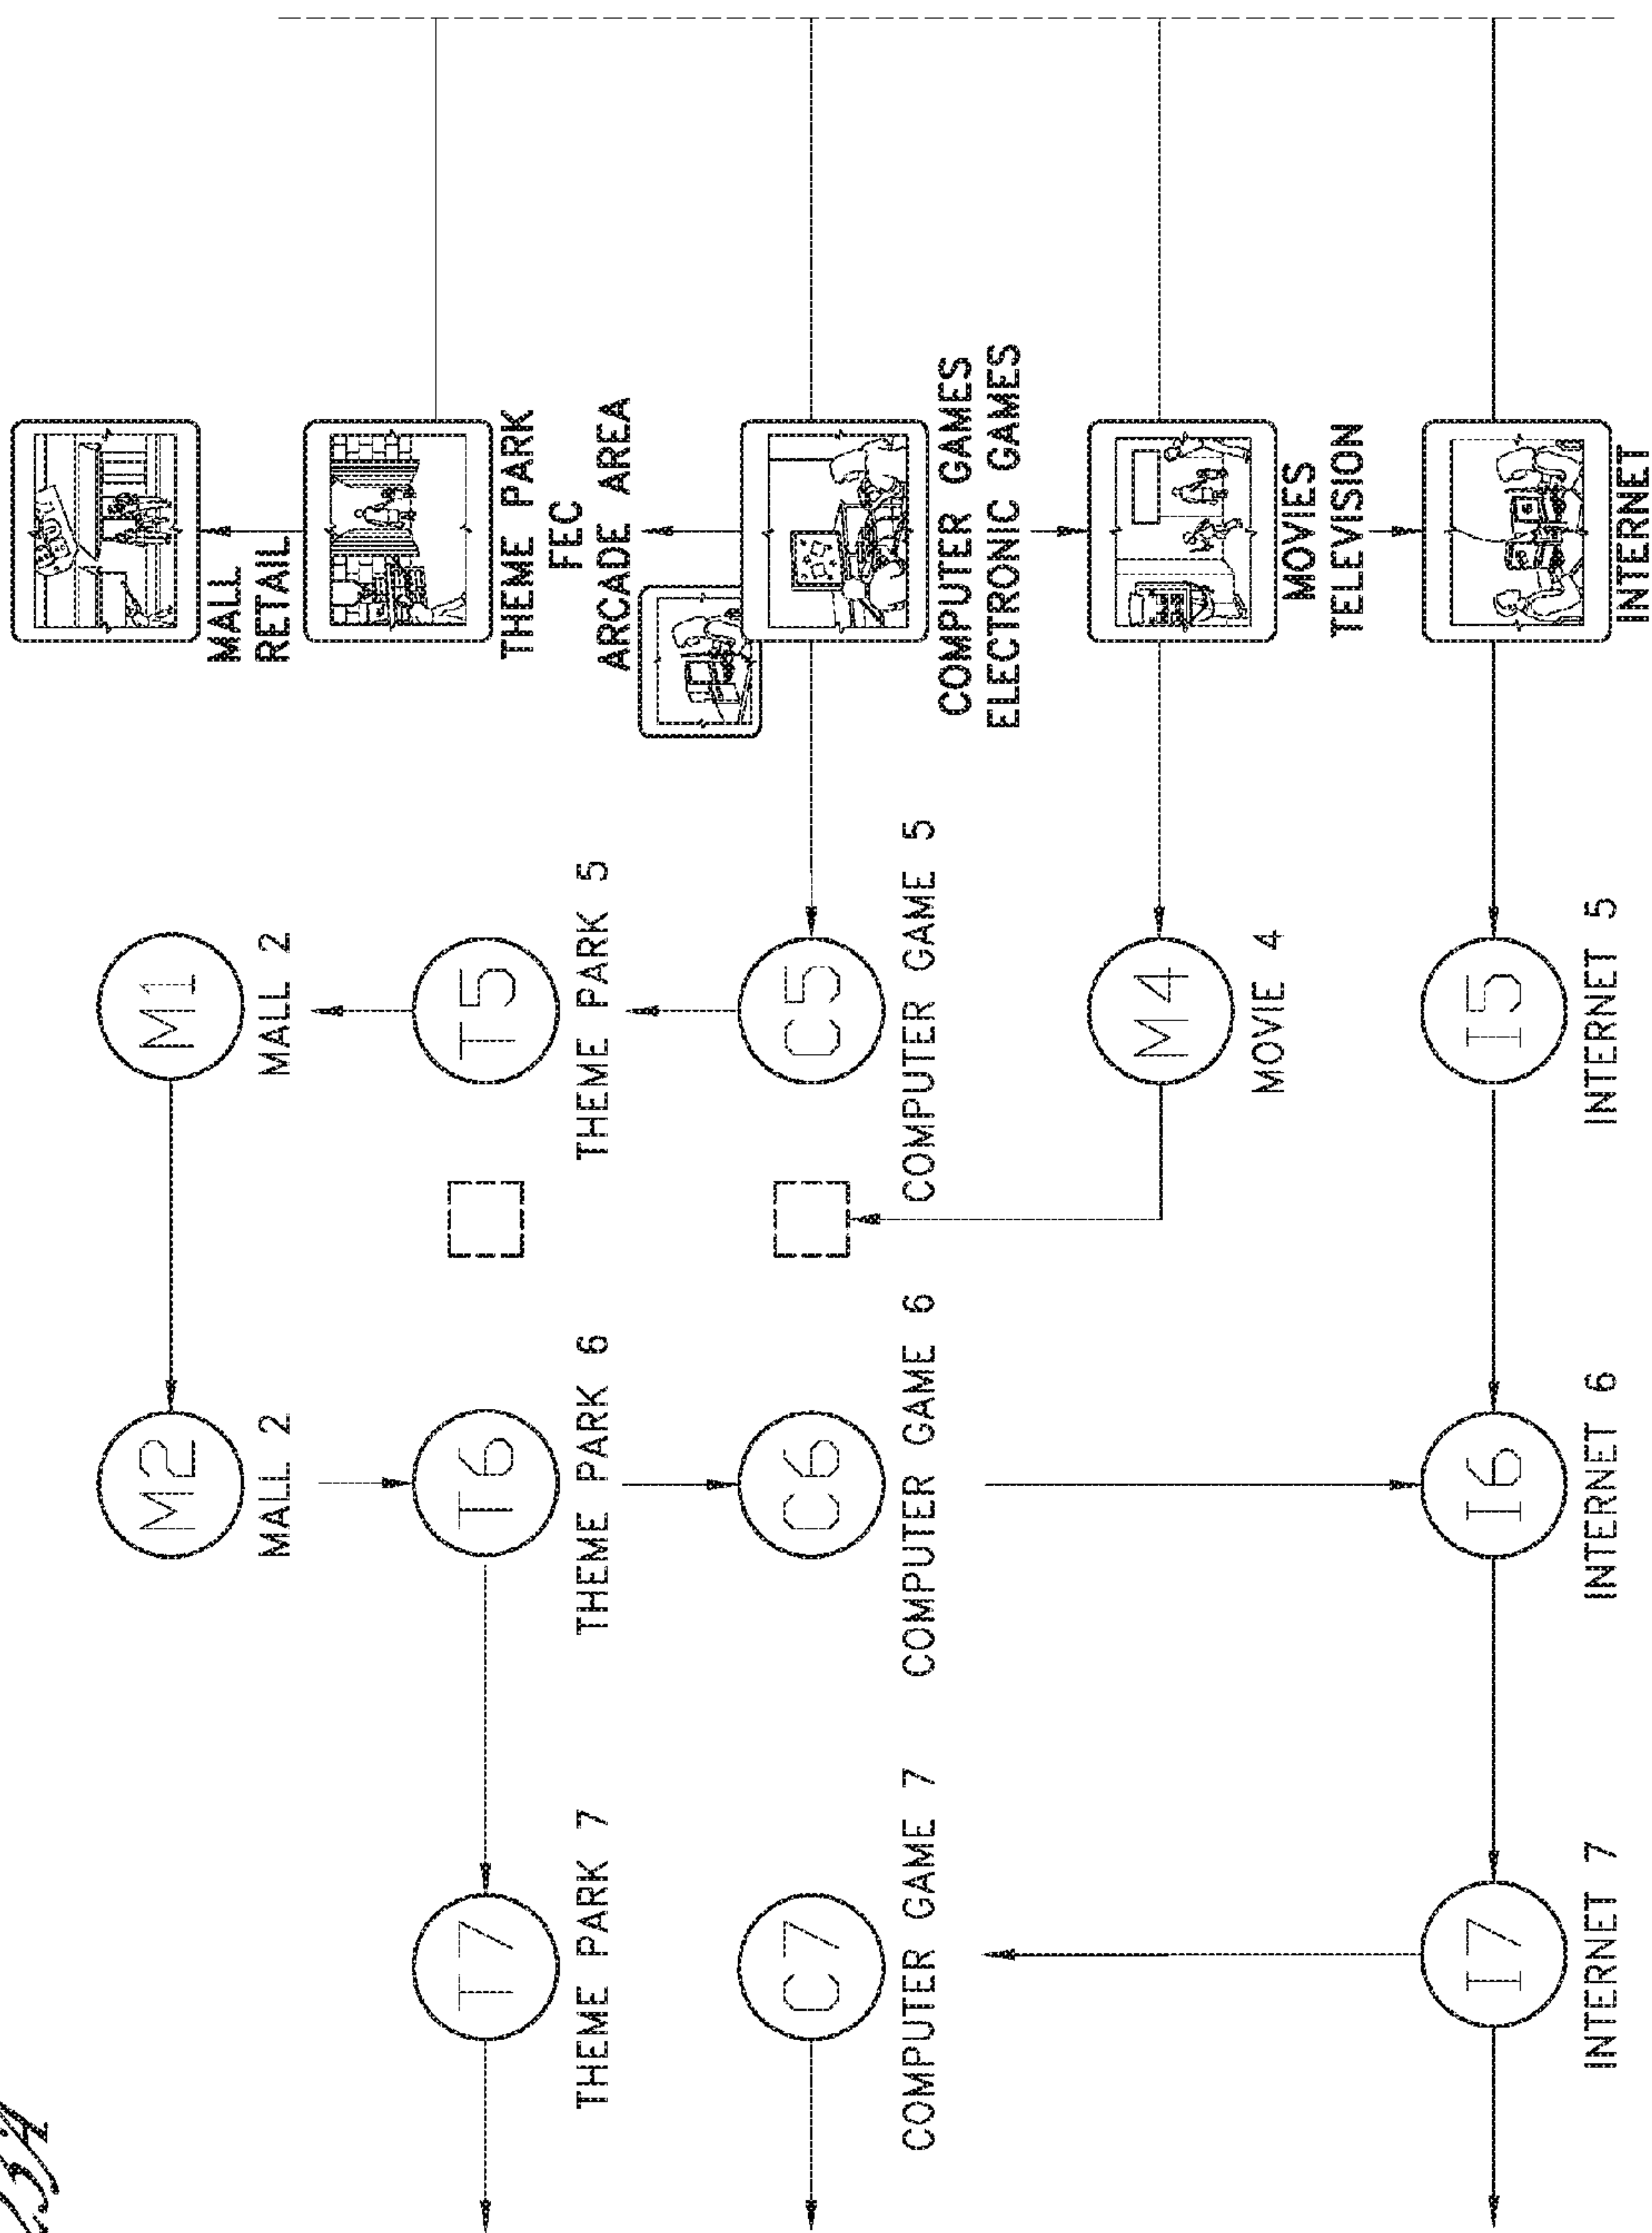 MALL
RETAIL
THEME PARK
FEC
ARCADE AREA
COMPUTER GAMES
ELECTRONIC GAMES
MOVIES
TELEVISION
INTERNET
M1
MALL 2
T5
THEME PARK 5
C5
COMPUTER GAME 5
M4
MOVIE 4
I5
INTERNET 5
M2
MALL 2
T6
THEME PARK 6
C6
COMPUTER GAME 6
I6
INTERNET 6
T7
THEME PARK 7
C7
COMPUTER GAME 7
I7
INTERNET 7